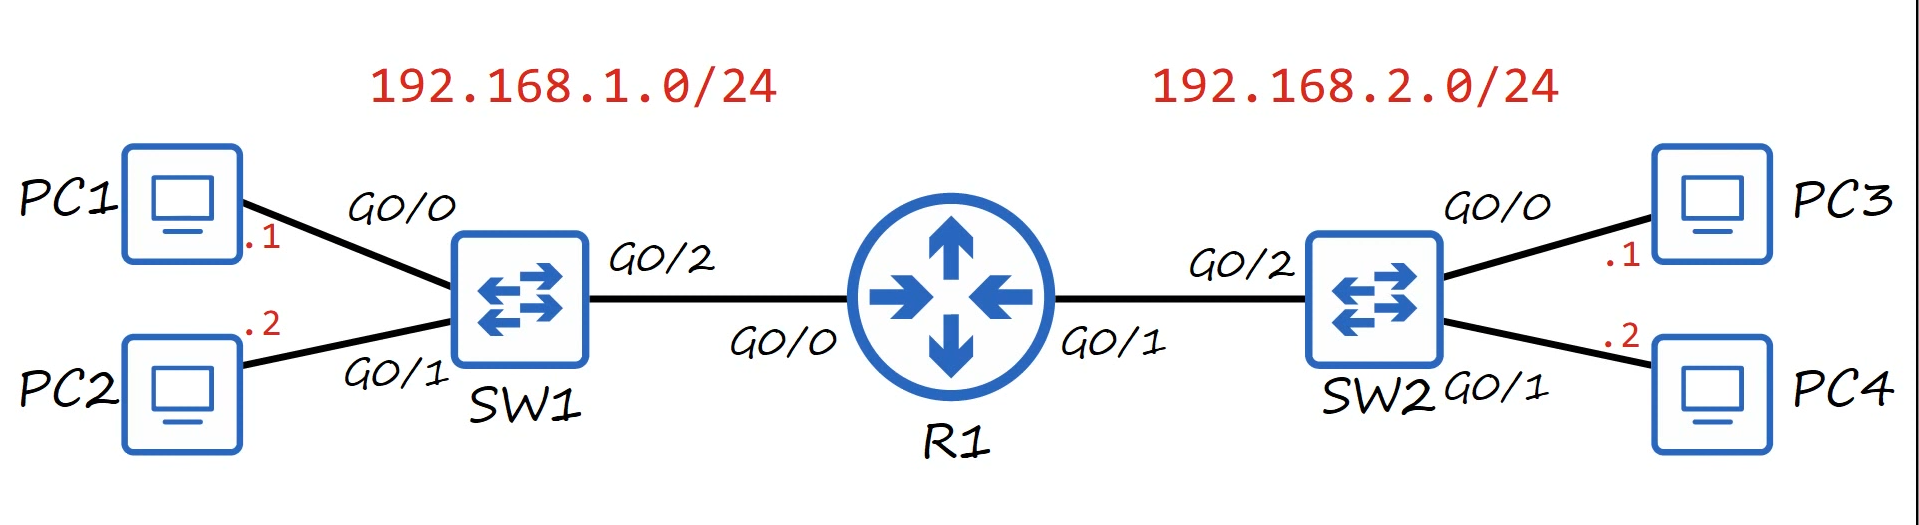 192.168.1.0/24
192.168.2.0/24
PC1
G0/0
.1
G0/2
.2
G0/1
PC2
SW1
G0/0
R1
G0/1
G0/2
SW2
G0/0
PC3
.1
.2
G0/1
PC4